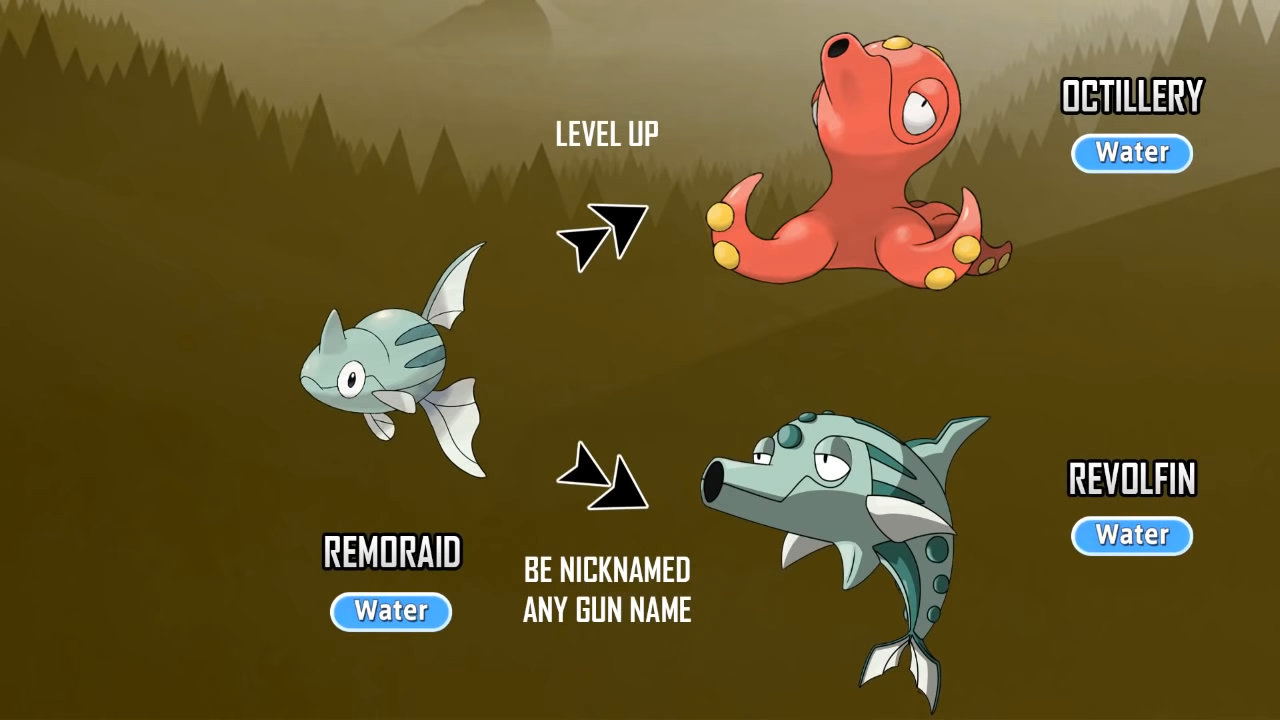 LEVEL UP
OCTILLERY
Water
REMORAID
Water
BE NICKNAMED
ANY GUN NAME
REVOLFIN
Water